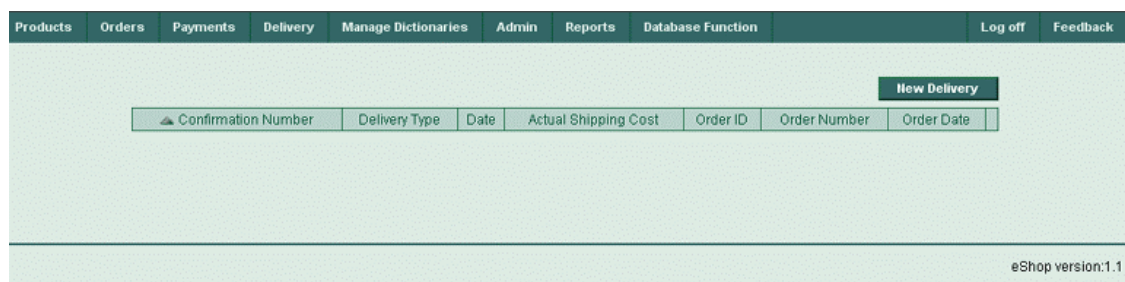 Products Orders Payments Delivery Manage Dictionaries Admin Reports Database Function Log off Feedback
New Delivery
Confirmation Number Delivery Type Date Actual Shipping Cost Order ID Order Number Order Date
eShop version:1.1